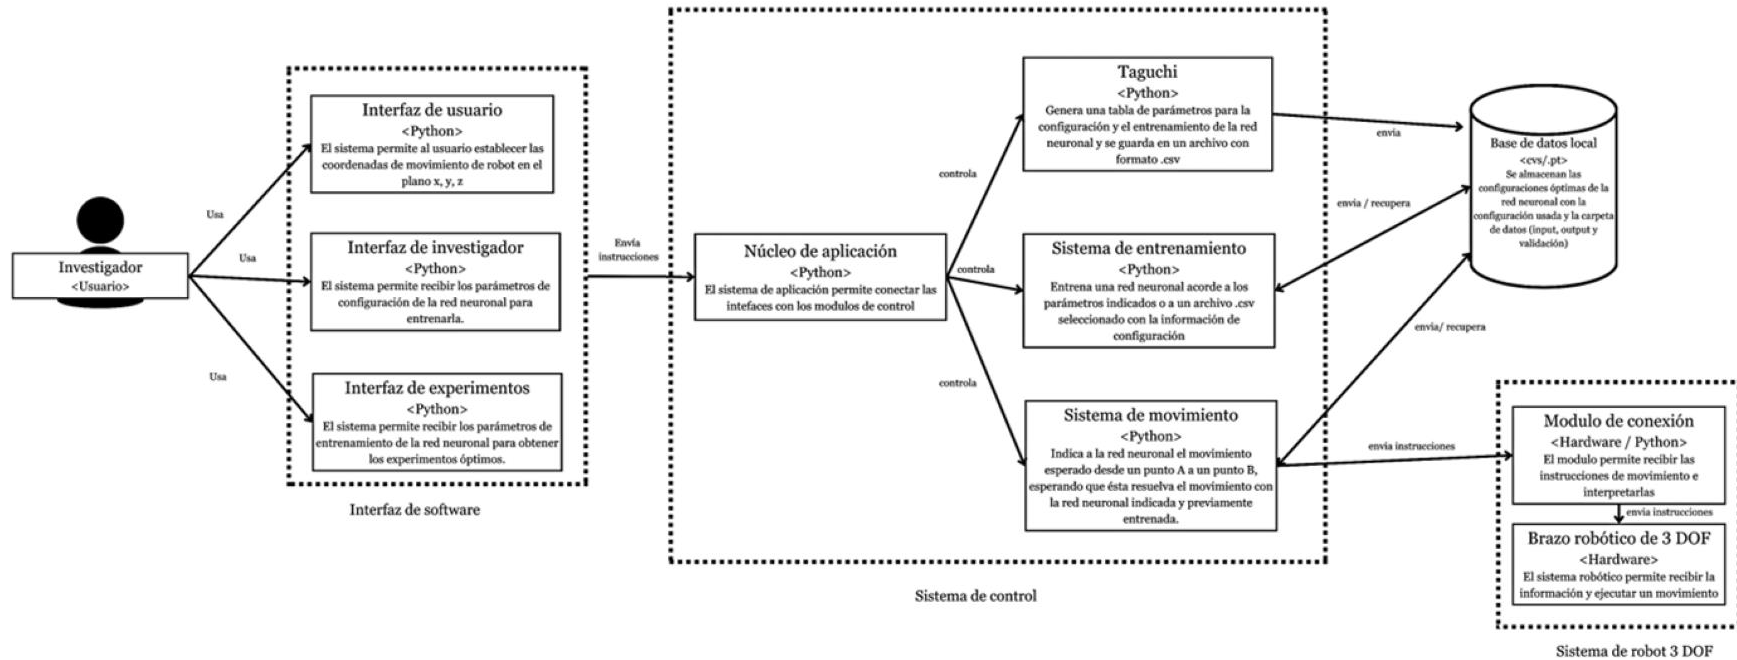 Investigador
<Usuario>
Usa
Usa
Usa
Interfaz de usuario
<Python>
El sistema permite al usuario establecer las
coordenadas de movimiento de robot en el
plano x, y, z
Interfaz de investigador
<Python>
El sistema permite recibir los parámetros de
configuración de la red neuronal para
entrenarla.
Interfaz de experimentos
<Python>
El sistema permite recibir los parámetros de
entrenamiento de la red neuronal para obtener
los experimentos óptimos.
Interfaz de software
Envía
instrucciones
Núcleo de aplicación
<Python>
El sistema de aplicación permite conectar las
intefaces con los modulos de control
controla
controla
controla
Taguchi
<Python>
Genera una tabla de parámetros para la
configuración y el entrenamiento de la red
neuronal y se guarda en un archivo con
formato .csv
Sistema de entrenamiento
<Python>
Entrena una red neuronal acorde a los
parámetros indicados o a un archivo .csv
seleccionado con la información de
configuración
Sistema de movimiento
<Python>
Indica a la red neuronal el movimiento
esperado desde un punto A a un punto B,
esperando que ésta resuelva el movimiento con
la red neuronal indicada y previamente
entrenada.
Sistema de control
envia
envia / recupera
envia/ recupera
envia instrucciones
Base de datos local
<cvs/.pt>
Se almacenan las
configuraciones óptimas de la
red neuronal con la
configuración usada y la carpeta
de datos (input, output y
validación)
Modulo de conexión
<Hardware / Python>
El modulo permite recibir las
instrucciones de movimiento e
interpretarlas
envia instrucciones
Brazo robótico de 3 DOF
<Hardware>
El sistema robótico permite recibir la
información y ejecutar un movimiento
Sistema de robot 3 DOF